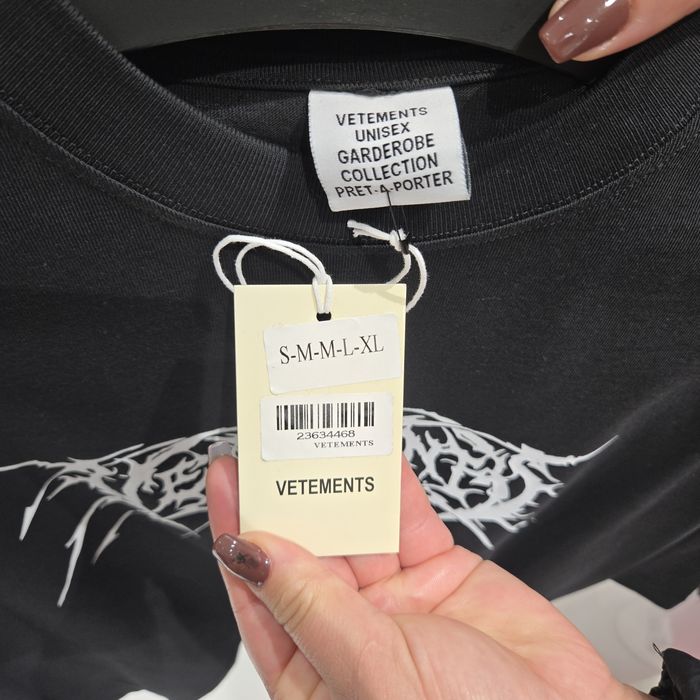 VETEMENTS
UNISEX
GARDEROBE
COLLECTION
PRET-A-PORTER
S-M-M-L-XL
23634468
VETEMENTS
VETEMENTS